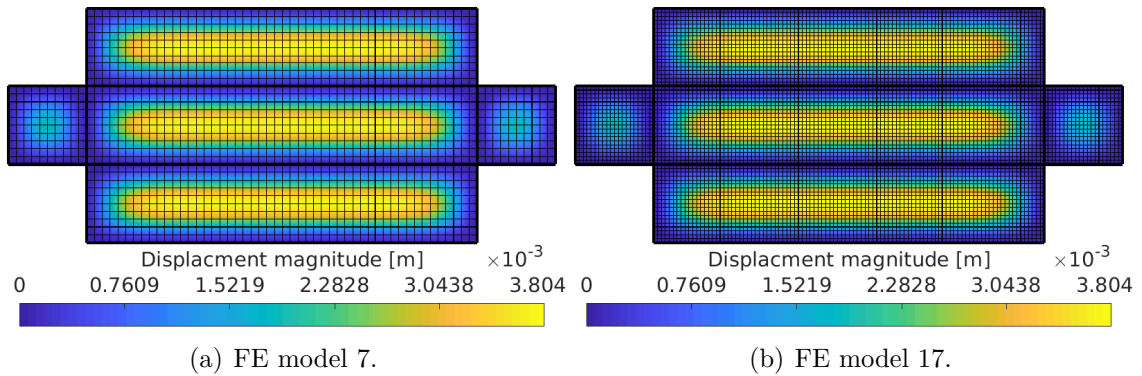 Displacment magnitude [m] ×10⁻³
0 0.7609 1.5219 2.2828 3.0438 3.804
(a) FE model 7.
Displacment magnitude [m] ×10⁻³
0 0.7609 1.5219 2.2828 3.0438 3.804
(b) FE model 17.